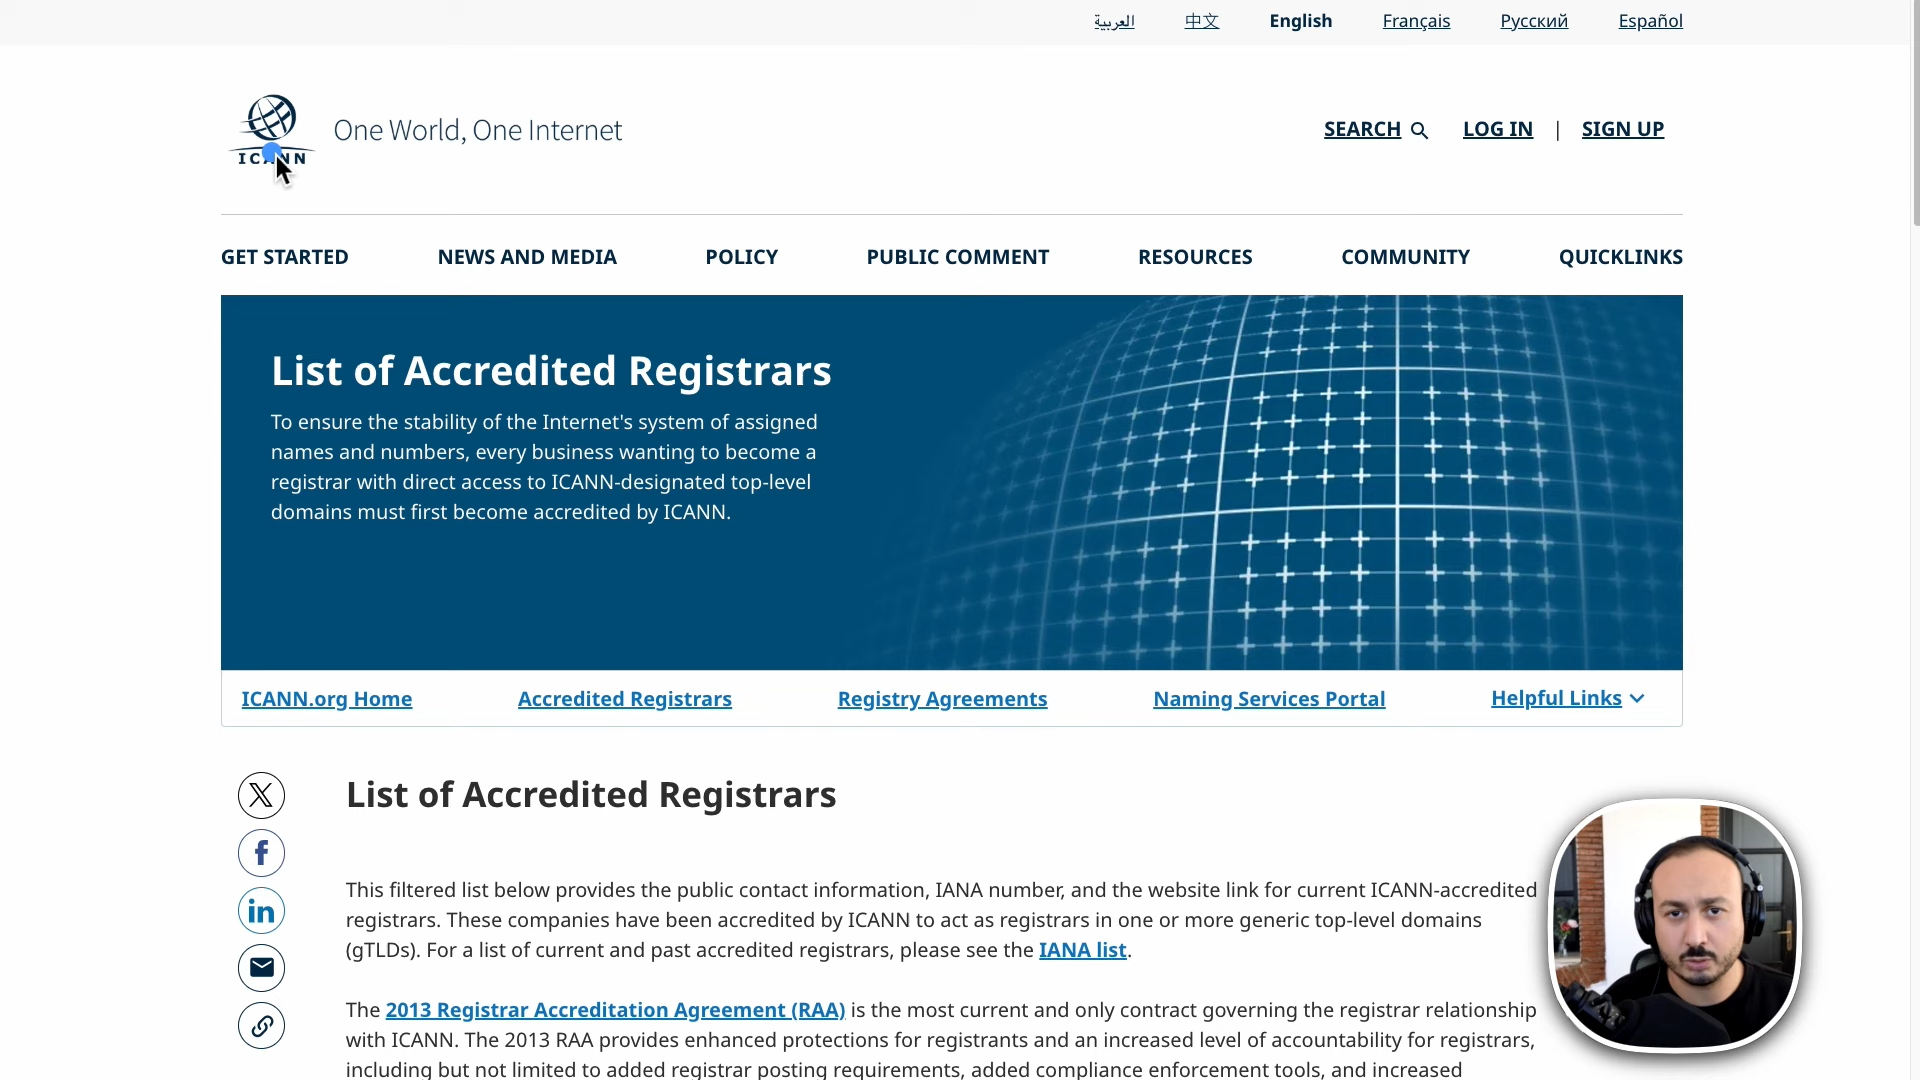 العربية 中文 English Français Русский Español
ICANN
One World, One Internet
SEARCH LOG IN | SIGN UP
GET STARTED NEWS AND MEDIA POLICY PUBLIC COMMENT RESOURCES COMMUNITY QUICKLINKS
List of Accredited Registrars
To ensure the stability of the Internet's system of assigned
names and numbers, every business wanting to become a
registrar with direct access to ICANN-designated top-level
domains must first become accredited by ICANN.
ICANN.org Home Accredited Registrars Registry Agreements Naming Services Portal Helpful Links
List of Accredited Registrars
This filtered list below provides the public contact information, IANA number, and the website link for current ICANN-accredited
registrars. These companies have been accredited by ICANN to act as registrars in one or more generic top-level domains
(gTLDs). For a list of current and past accredited registrars, please see the IANA list.
The 2013 Registrar Accreditation Agreement (RAA) is the most current and only contract governing the registrar relationship
with ICANN. The 2013 RAA provides enhanced protections for registrants and an increased level of accountability for registrars,
including but not limited to added registrar posting requirements, added compliance enforcement tools, and increased